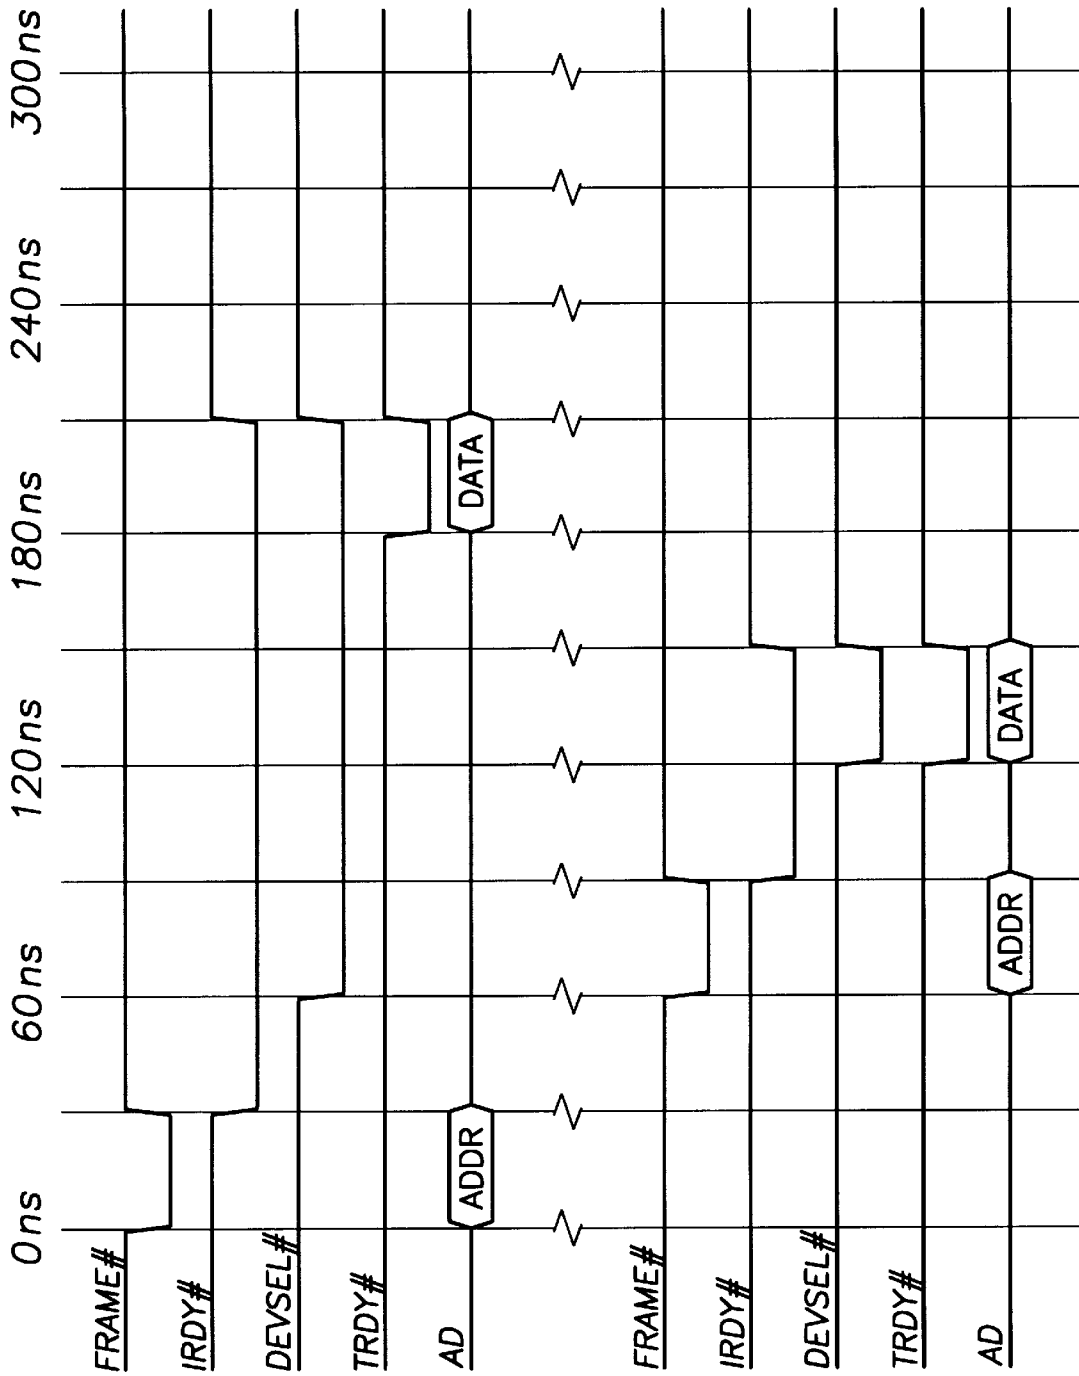 0ns 60ns 120ns 180ns 240ns 300ns
FRAME#
IRDY#
DEVSEL#
TRDY#
AD ADDR DATA
FRAME#
IRDY#
DEVSEL#
TRDY#
AD ADDR DATA